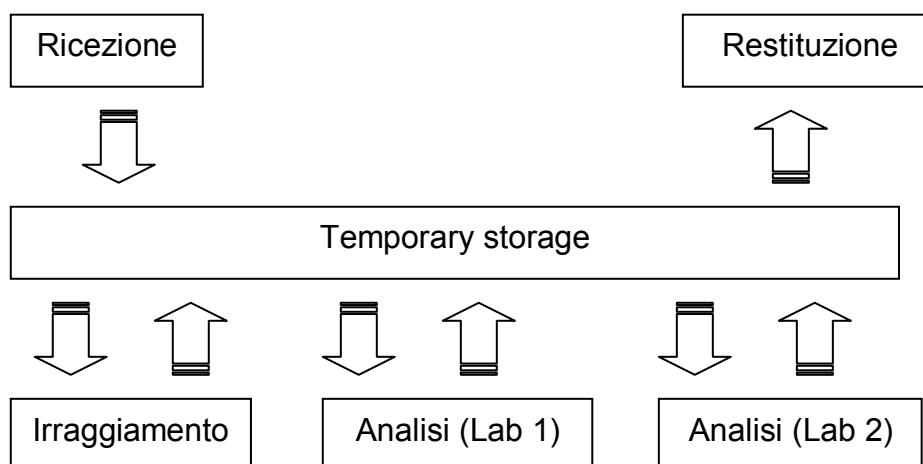 Ricezione
Restituzione
Temporary storage
Irraggiamento
Analisi (Lab 1)
Analisi (Lab 2)